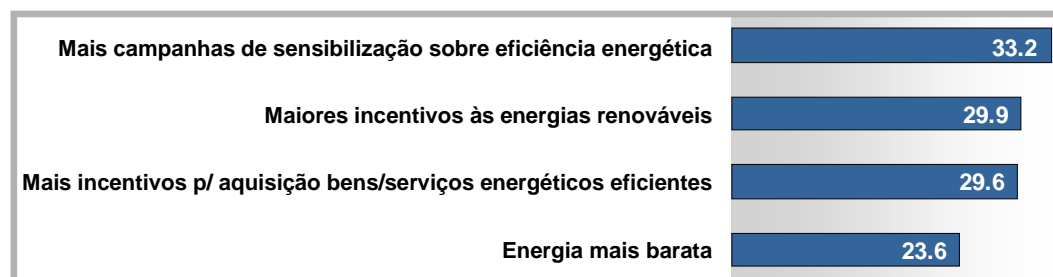 Mais campanhas de sensibilização sobre eficiência energética 33.2
Maiores incentivos às energias renováveis 29.9
Mais incentivos p/ aquisição bens/serviços energéticos eficientes 29.6
Energia mais barata 23.6